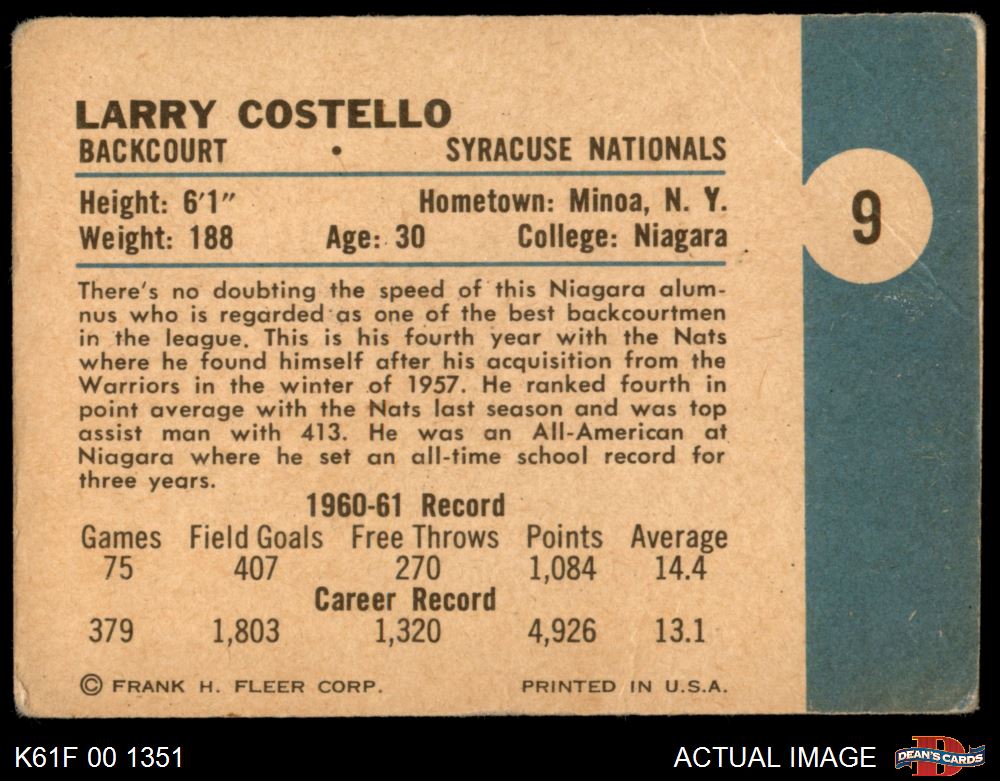 LARRY COSTELLO
BACKCOURT • SYRACUSE NATIONALS
Height: 6'1" Hometown: Minoa, N. Y.
Weight: 188 Age: 30 College: Niagara
9
There's no doubting the speed of this Niagara alum-
nus who is regarded as one of the best backcourtmen
in the league. This is his fourth year with the Nats
where he found himself after his acquisition from the
Warriors in the winter of 1957. He ranked fourth in
point average with the Nats last season and was top
assist man with 413. He was an All-American at
Niagara where he set an all-time school record for
three years.
1960-61 Record
Games Field Goals Free Throws Points Average
75 407 270 1,084 14.4
Career Record
379 1,803 1,320 4,926 13.1
© FRANK H. FLEER CORP. PRINTED IN U.S.A.
K61F 00 1351 ACTUAL IMAGE DEAN'S CARDS